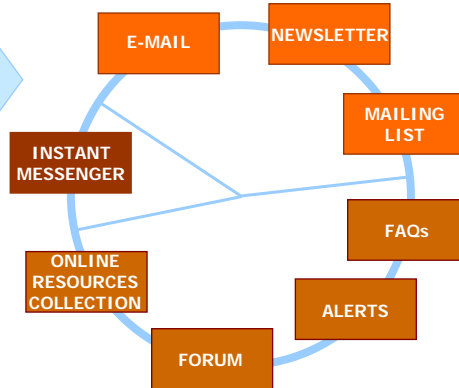 E-MAIL
NEWSLETTER
MAILING
LIST
INSTANT
MESSENGER
FAQs
ONLINE
RESOURCES
COLLECTION
ALERTS
FORUM